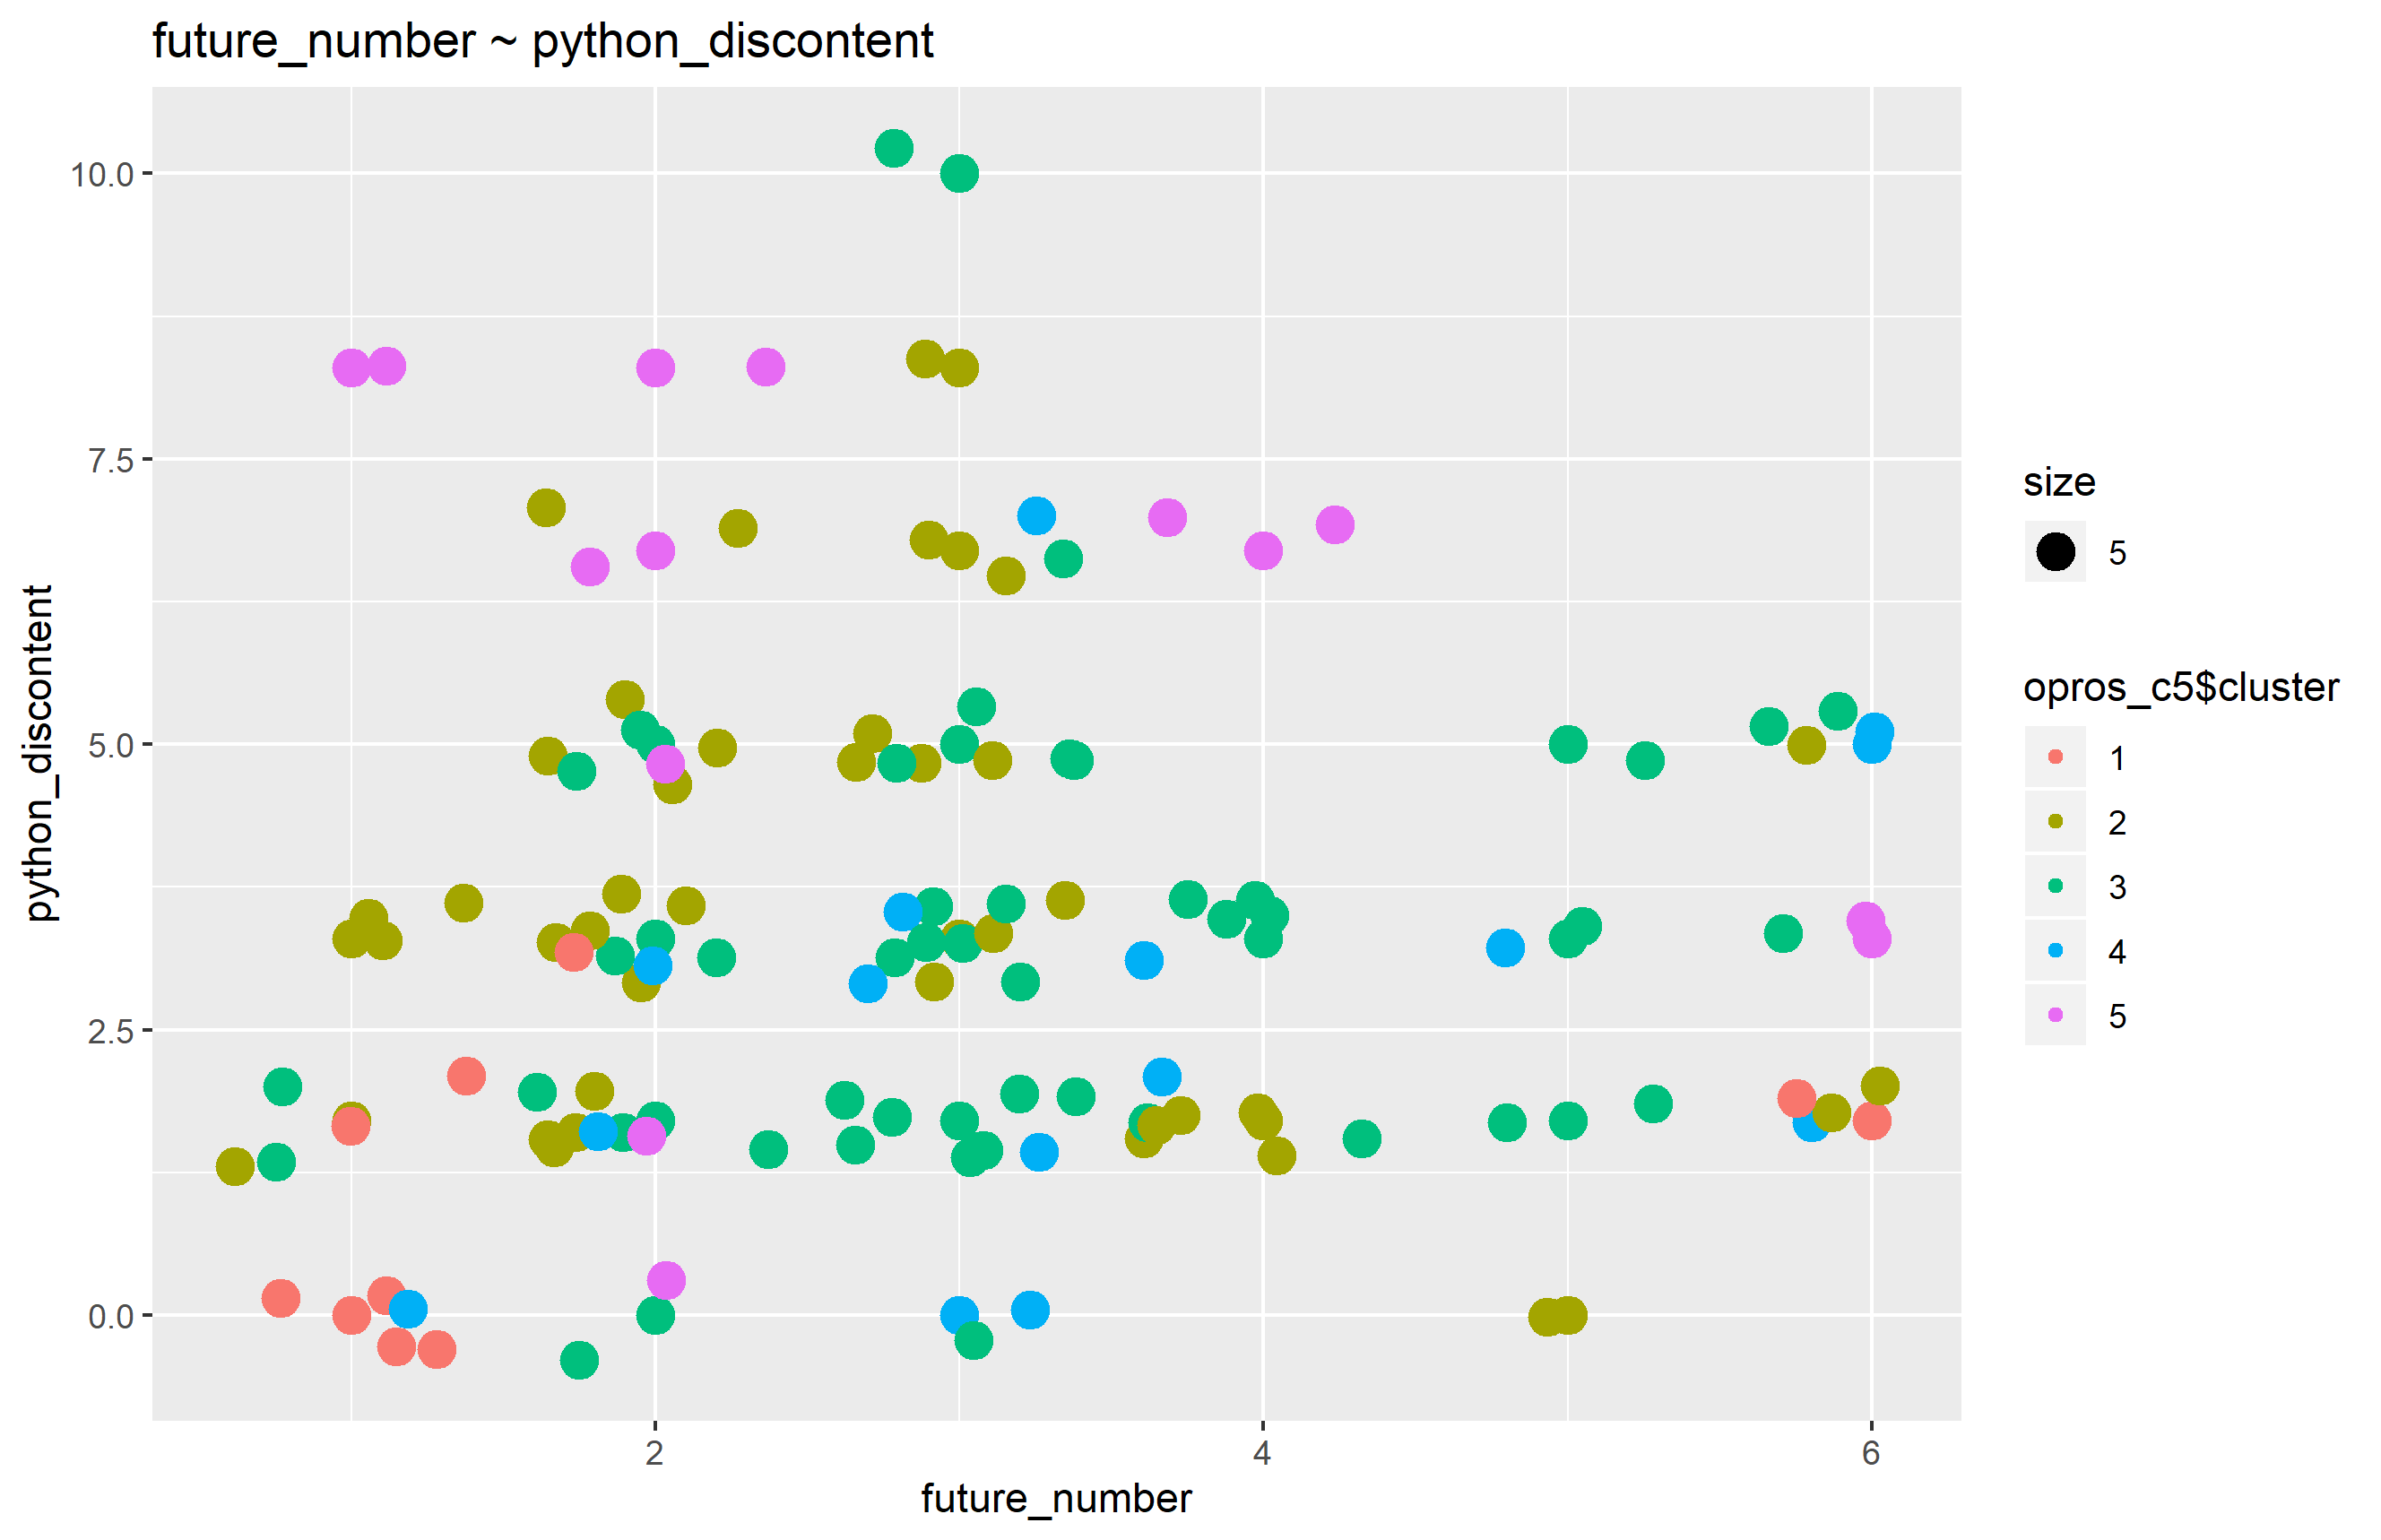 future_number ~ python_discontent
python_discontent
10.0
7.5
5.0
2.5
0.0
2
4
6
future_number
size
5
opros_c5$cluster
1
2
3
4
5